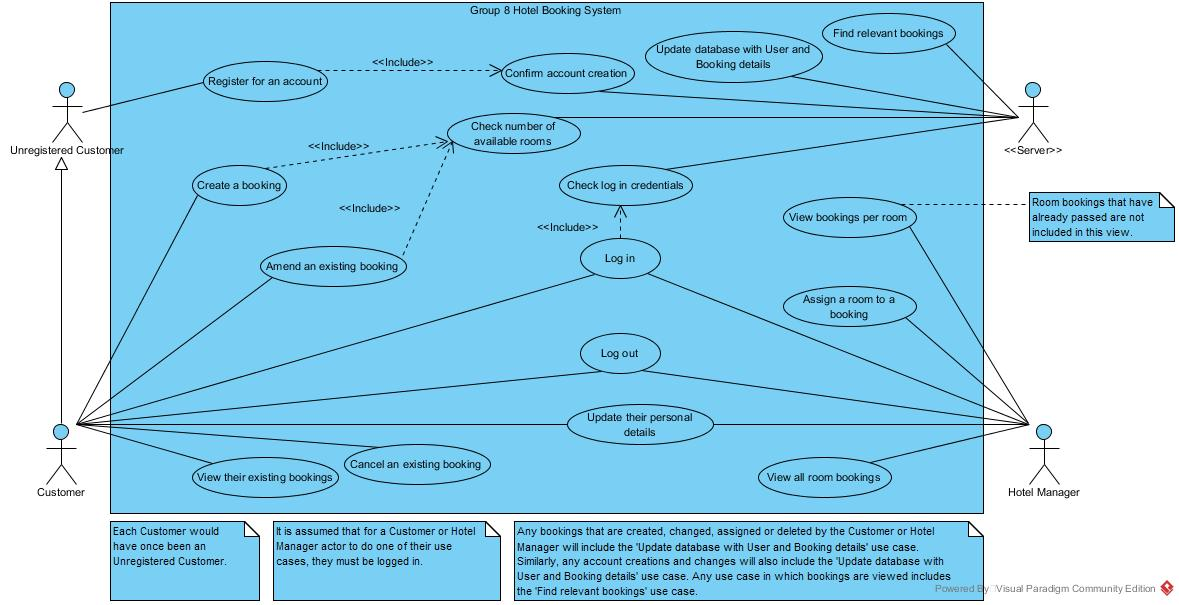 Group 8 Hotel Booking System
Find relevant bookings
Update database with User and
Booking details
<<Include>>
Confirm account creation
Register for an account
Unregistered Customer
Check number of
available rooms
<<Server>>
<<Include>>
Create a booking
Check log in credentials
<<Include>>
<<Include>>
View bookings per room
Room bookings that have
already passed are not
included in this view.
Amend an existing booking
Log in
Assign a room to a
booking
Log out
Update their personal
details
Customer
View their existing bookings
Cancel an existing booking
View all room bookings
Hotel Manager
Each Customer would
have once been an
Unregistered Customer.
It is assumed that for a Customer or Hotel
Manager actor to do one of their use
cases, they must be logged in.
Any bookings that are created, changed, assigned or deleted by the Customer or Hotel
Manager will include the 'Update database with User and Booking details' use case.
Similarly, any account creations and changes will also include the 'Update database with
User and Booking details' use case. Any use case in which bookings are viewed includes
the 'Find relevant bookings' use case.
Powered By Visual Paradigm Community Edition